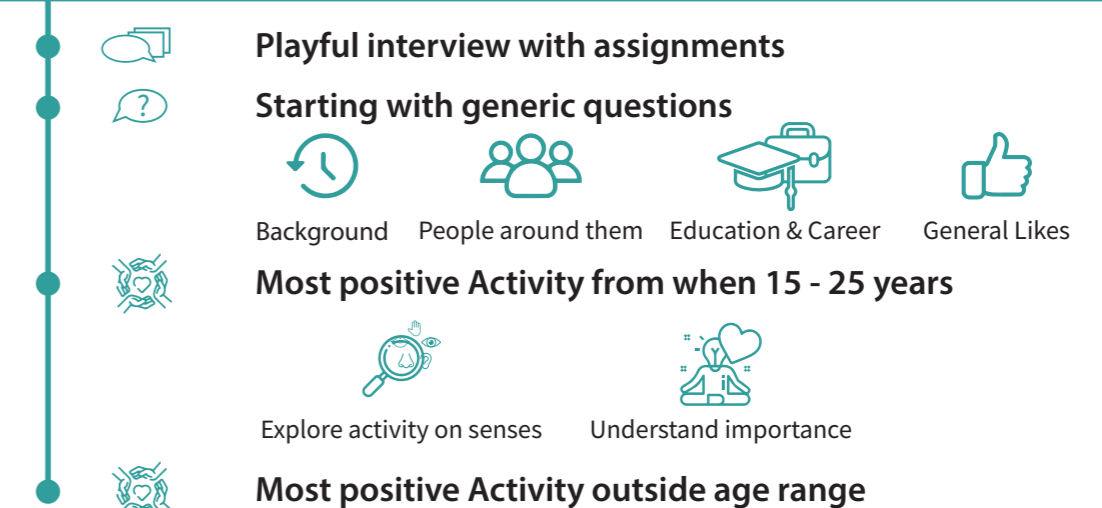 Playful interview with assignments
?
Starting with generic questions
Background People around them Education & Career General Likes
Most positive Activity from when 15 - 25 years
Explore activity on senses Understand importance
Most positive Activity outside age range